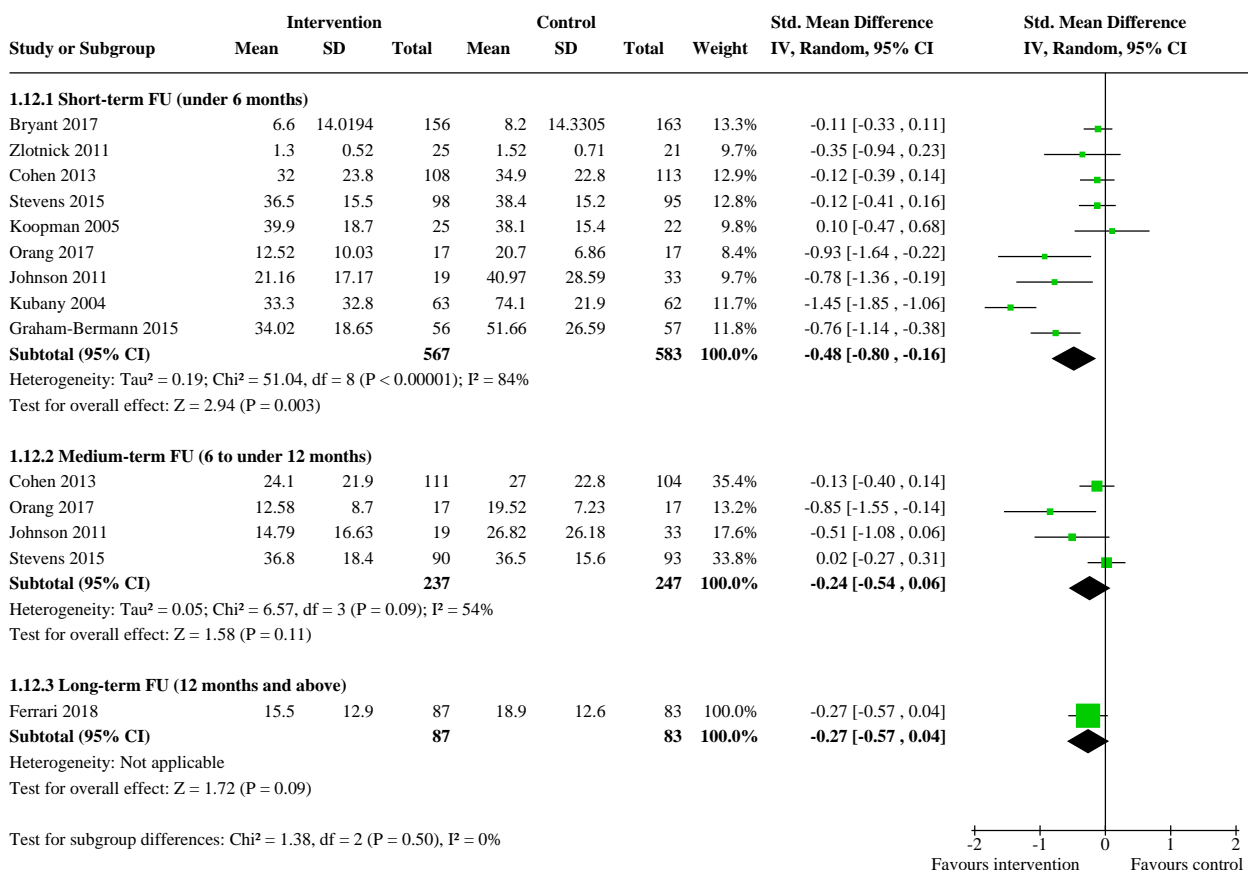 Intervention Control Std. Mean Difference Std. Mean Difference
Study or Subgroup Mean SD Total Mean SD Total Weight IV, Random, 95% CI IV, Random, 95% CI
1.12.1 Short-term FU (under 6 months)
Bryant 2017 6.6 14.0194 156 8.2 14.3305 163 13.3% -0.11 [-0.33 , 0.11]
Zlotnick 2011 1.3 0.52 25 1.52 0.71 21 9.7% -0.35 [-0.94 , 0.23]
Cohen 2013 32 23.8 108 34.9 22.8 113 12.9% -0.12 [-0.39 , 0.14]
Stevens 2015 36.5 15.5 98 38.4 15.2 95 12.8% -0.12 [-0.41 , 0.16]
Koopman 2005 39.9 18.7 25 38.1 15.4 22 9.8% 0.10 [-0.47 , 0.68]
Orang 2017 12.52 10.03 17 20.7 6.86 17 8.4% -0.93 [-1.64 , -0.22]
Johnson 2011 21.16 17.17 19 40.97 28.59 33 9.7% -0.78 [-1.36 , -0.19]
Kubany 2004 33.3 32.8 63 74.1 21.9 62 11.7% -1.45 [-1.85 , -1.06]
Graham-Bermann 2015 34.02 18.65 56 51.66 26.59 57 11.8% -0.76 [-1.14 , -0.38]
Subtotal (95% CI) 567 583 100.0% -0.48 [-0.80 , -0.16]
Heterogeneity: Tau² = 0.19; Chi² = 51.04, df = 8 (P < 0.00001); I² = 84%
Test for overall effect: Z = 2.94 (P = 0.003)
1.12.2 Medium-term FU (6 to under 12 months)
Cohen 2013 24.1 21.9 111 27 22.8 104 35.4% -0.13 [-0.40 , 0.14]
Orang 2017 12.58 8.7 17 19.52 7.23 17 13.2% -0.85 [-1.55 , -0.14]
Johnson 2011 14.79 16.63 19 26.82 26.18 33 17.6% -0.51 [-1.08 , 0.06]
Stevens 2015 36.8 18.4 90 36.5 15.6 93 33.8% 0.02 [-0.27 , 0.31]
Subtotal (95% CI) 237 247 100.0% -0.24 [-0.54 , 0.06]
Heterogeneity: Tau² = 0.05; Chi² = 6.57, df = 3 (P = 0.09); I² = 54%
Test for overall effect: Z = 1.58 (P = 0.11)
1.12.3 Long-term FU (12 months and above)
Ferrari 2018 15.5 12.9 87 18.9 12.6 83 100.0% -0.27 [-0.57 , 0.04]
Subtotal (95% CI) 87 83 100.0% -0.27 [-0.57 , 0.04]
Heterogeneity: Not applicable
Test for overall effect: Z = 1.72 (P = 0.09)
Test for subgroup differences: Chi² = 1.38, df = 2 (P = 0.50), I² = 0%
-2 -1 0 1 2
Favours intervention Favours control